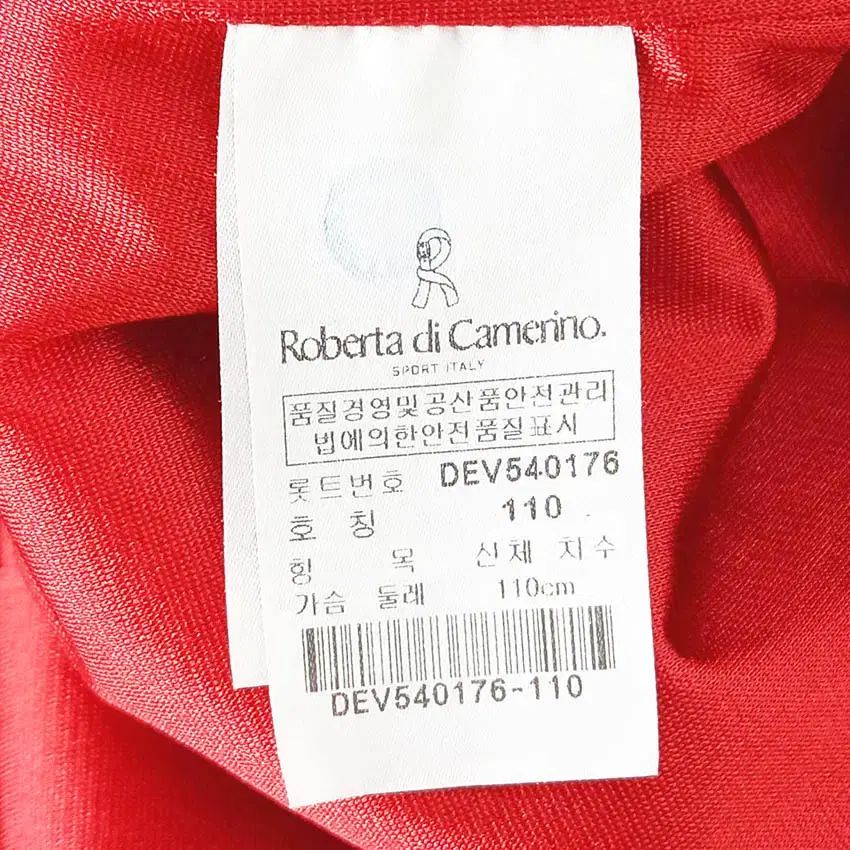 R
Roberta di Camerino.
SPORT ITALY
품질경영및공산품안전관리
법에의한안전품질표시
롯트번호 DEV540176
호 칭 110
항 목 신체 치수
가슴 둘레 110cm
DEV540176-110